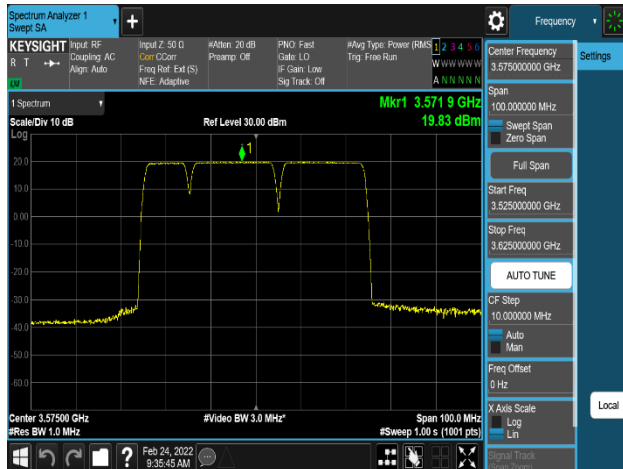 Spectrum Analyzer 1
Swept SA
Frequency
KEYSIGHT
R T
Input: RF
Coupling: AC
Align: Auto
Input Z: 50 Ω
Corr CCorr
Freq Ref: Ext (S)
NFE: Adaptive
#Atten: 20 dB
Preamp: Off
PNO: Fast
Gate: LO
IF Gain: Low
Sig Track: Off
#Avg Type: Power (RMS
Trig: Free Run
1 2 3 4 5 6
W W W W W W
A N N N N N
Settings
1 Spectrum
Scale/Div 10 dB
Log
Ref Level 30.00 dBm
Mkr1 3.571 9 GHz
19.83 dBm
1
20.0
10.0
0.00
-10.0
-20.0
-30.0
-40.0
-50.0
-60.0
Center 3.57500 GHz
#Res BW 1.0 MHz
#Video BW 3.0 MHz*
Span 100.0 MHz
#Sweep 1.00 s (1001 pts)
Center Frequency
3.575000000 GHz
Span
100.000000 MHz
Swept Span
Zero Span
Full Span
Start Freq
3.525000000 GHz
Stop Freq
3.625000000 GHz
AUTO TUNE
CF Step
10.000000 MHz
Auto
Man
Freq Offset
0 Hz
X Axis Scale
Log
Lin
Signal Track
(Span Zoom)
Local
Feb 24, 2022
9:35:45 AM